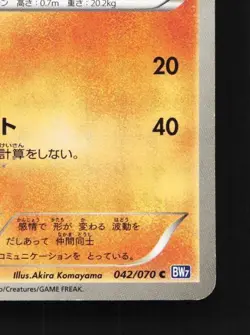 ン 高さ：0.7m 重さ：20.2kg
20
ト 40
計算をしない。
感情で 形が 変わる 波動を
だしあって 仲間同士
コミュニケーションを とっている。
Illus.Akira Komayama 042/070 C BW7
o/Creatures/GAME FREAK.